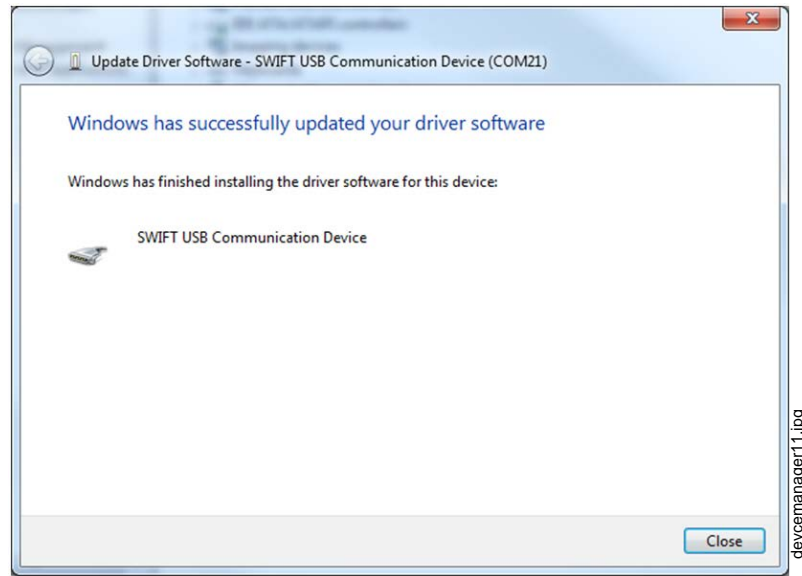 Update Driver Software - SWIFT USB Communication Device (COM21)
Windows has successfully updated your driver software
Windows has finished installing the driver software for this device:
SWIFT USB Communication Device
Close
devcemanager11.jpg